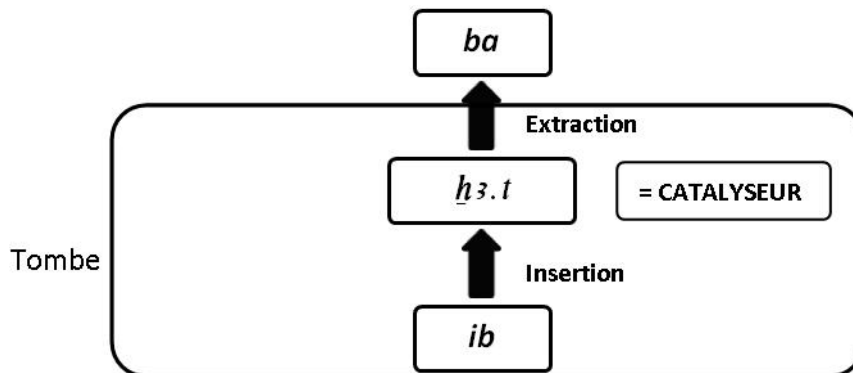 ba
Extraction
ẖȝ.t
= CATALYSEUR
Tombe
Insertion
ib